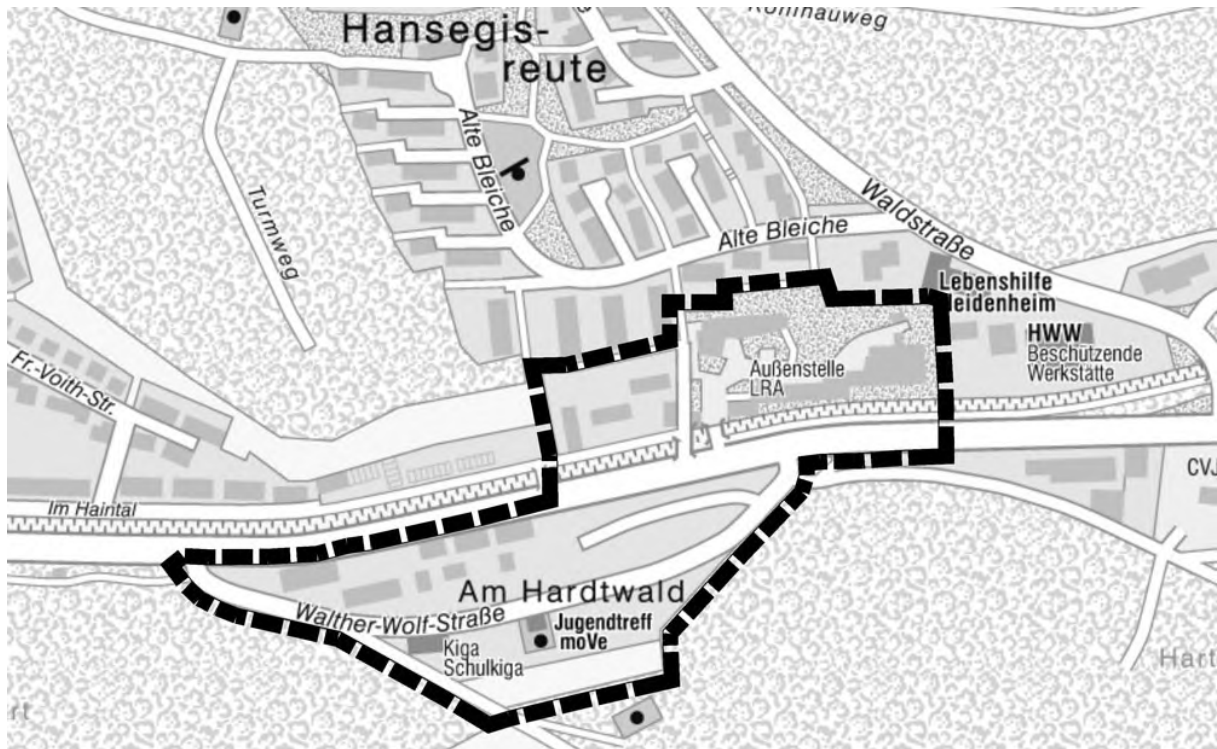 Hansegis-
reute
Alte Bleiche
Turmweg
Alte Bleiche
Waldstraße
Lebenshilfe
HWW
Beschützende
Werkstätte
Außenstelle
LRA
Fr.-Voith-Str.
Im Haintal
CVJ
Am Hardtwald
Walther-Wolf-Straße
Jugendtreff
moVe
Kiga
Schulkiga
Hart
rt